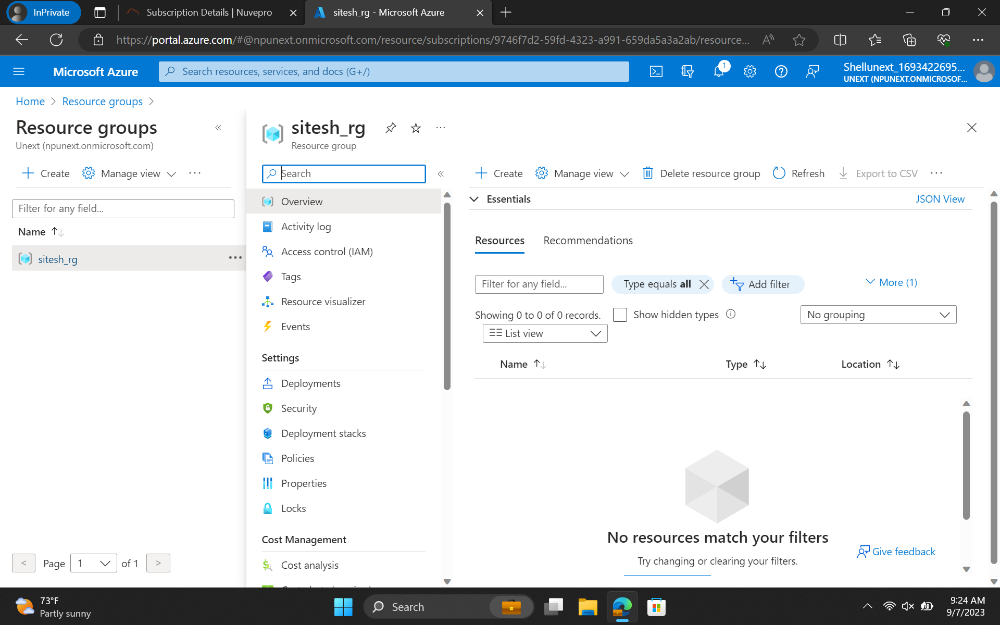 InPrivate
Subscription Details | Nuvepro
sitesh_rg - Microsoft Azure
https://portal.azure.com/#@npunext.onmicrosoft.com/resource/subscriptions/9746f7d2-59fd-4323-a991-659da5a3a2ab/resource...
Microsoft Azure
Search resources, services, and docs (G+/)
1
Shellunext_1693422695...
UNEXT (NPUNEXT.ONMICROSOF...
Home > Resource groups >
Resource groups
Unext (npunext.onmicrosoft.com)
Create
Manage view
Filter for any field...
Name
sitesh_rg
< Page 1 of 1 >
sitesh_rg
Resource group
Search
Overview
Activity log
Access control (IAM)
Tags
Resource visualizer
Events
Settings
Deployments
Security
Deployment stacks
Policies
Properties
Locks
Cost Management
Cost analysis
Create
Manage view
Delete resource group
Refresh
Export to CSV
Essentials
JSON View
Resources
Recommendations
Filter for any field...
Type equals all
Add filter
More (1)
Showing 0 to 0 of 0 records.
Show hidden types
No grouping
List view
Name
Type
Location
No resources match your filters
Try changing or clearing your filters.
Give feedback
73°F
Partly sunny
Search
9:24 AM
9/7/2023